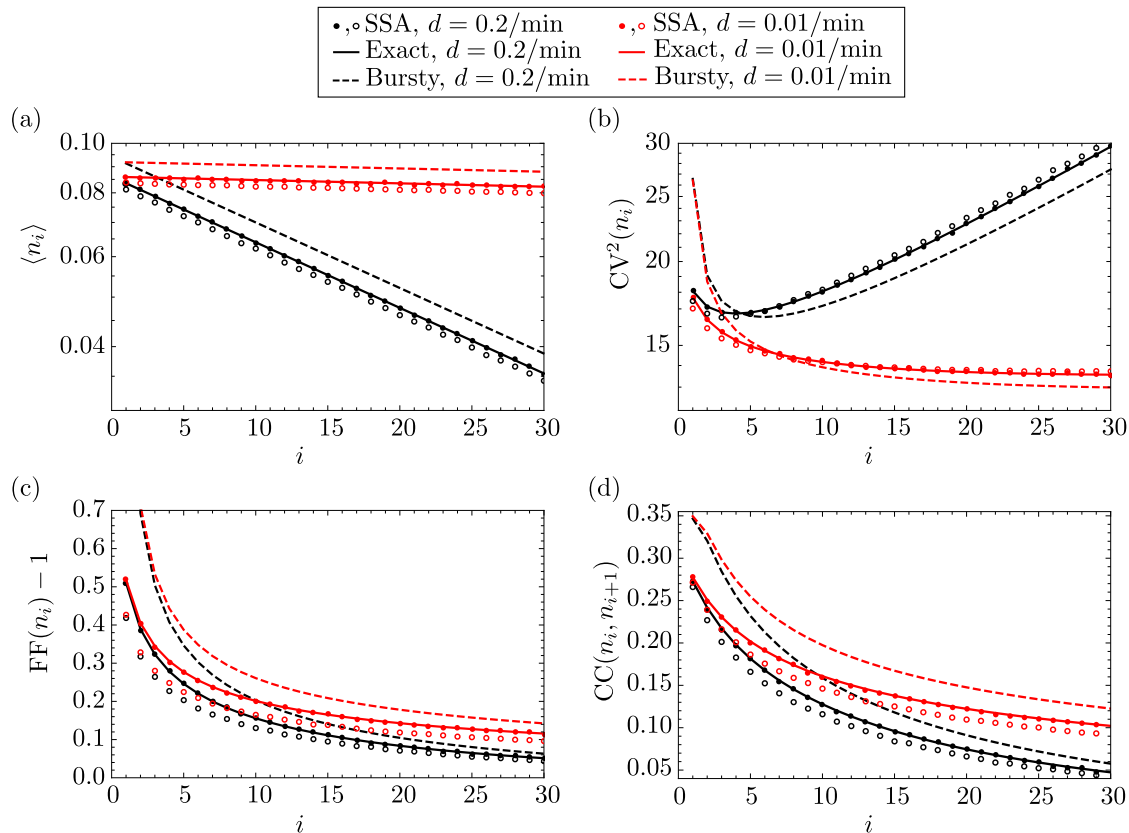 •,∘ SSA, d = 0.2/min •,∘ SSA, d = 0.01/min
Exact, d = 0.2/min Exact, d = 0.01/min
Bursty, d = 0.2/min Bursty, d = 0.01/min
(a)
0.10
0.08
0.06
0.04
⟨n_i⟩
0 5 10 15 20 25 30
i
(b)
30
25
20
15
CV²(n_i)
0 5 10 15 20 25 30
i
(c)
0.7
0.6
0.5
0.4
0.3
0.2
0.1
0.0
FF(n_i) − 1
0 5 10 15 20 25 30
i
(d)
0.35
0.30
0.25
0.20
0.15
0.10
0.05
CC(n_i, n_{i+1})
0 5 10 15 20 25 30
i